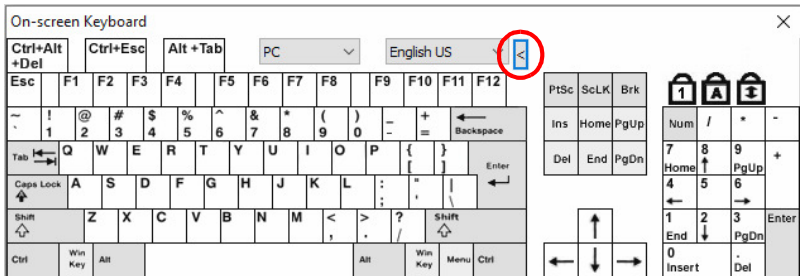 On-screen Keyboard
Ctrl+Alt
+Del
Ctrl+Esc
Alt +Tab
PC
English US
<
Esc F1 F2 F3 F4 F5 F6 F7 F8 F9 F10 F11 F12
PtSc ScLK Brk
1 A
~ ! @ # $ % ^ & * ( ) _ + 
` 1 2 3 4 5 6 7 8 9 0 - = Backspace
Ins Home PgUp
Num / * -
Tab Q W E R T Y U I O P { }
[ ]
Enter
Del End PgDn
7 8 9 +
Home PgUp
Caps Lock A S D F G H J K L : " |
; ' \
4 5 6
Shift Z X C V B N M < > ? Shift
, . /
1 2 3 Enter
End PgDn
Ctrl Win Key Alt Alt Win Key Menu Ctrl
0 .
Insert Del